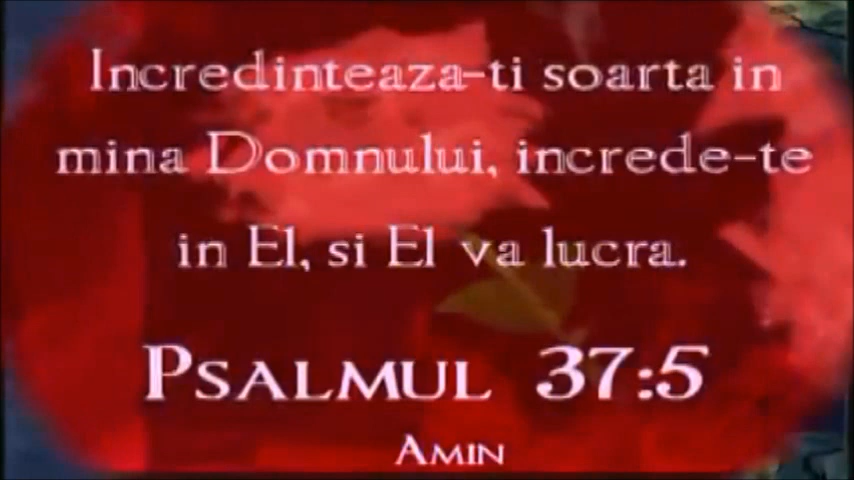 Incredinteaza-ti soarta in
mina Domnului, increde-te
in El, si El va lucra.
Psalmul 37:5
Amin